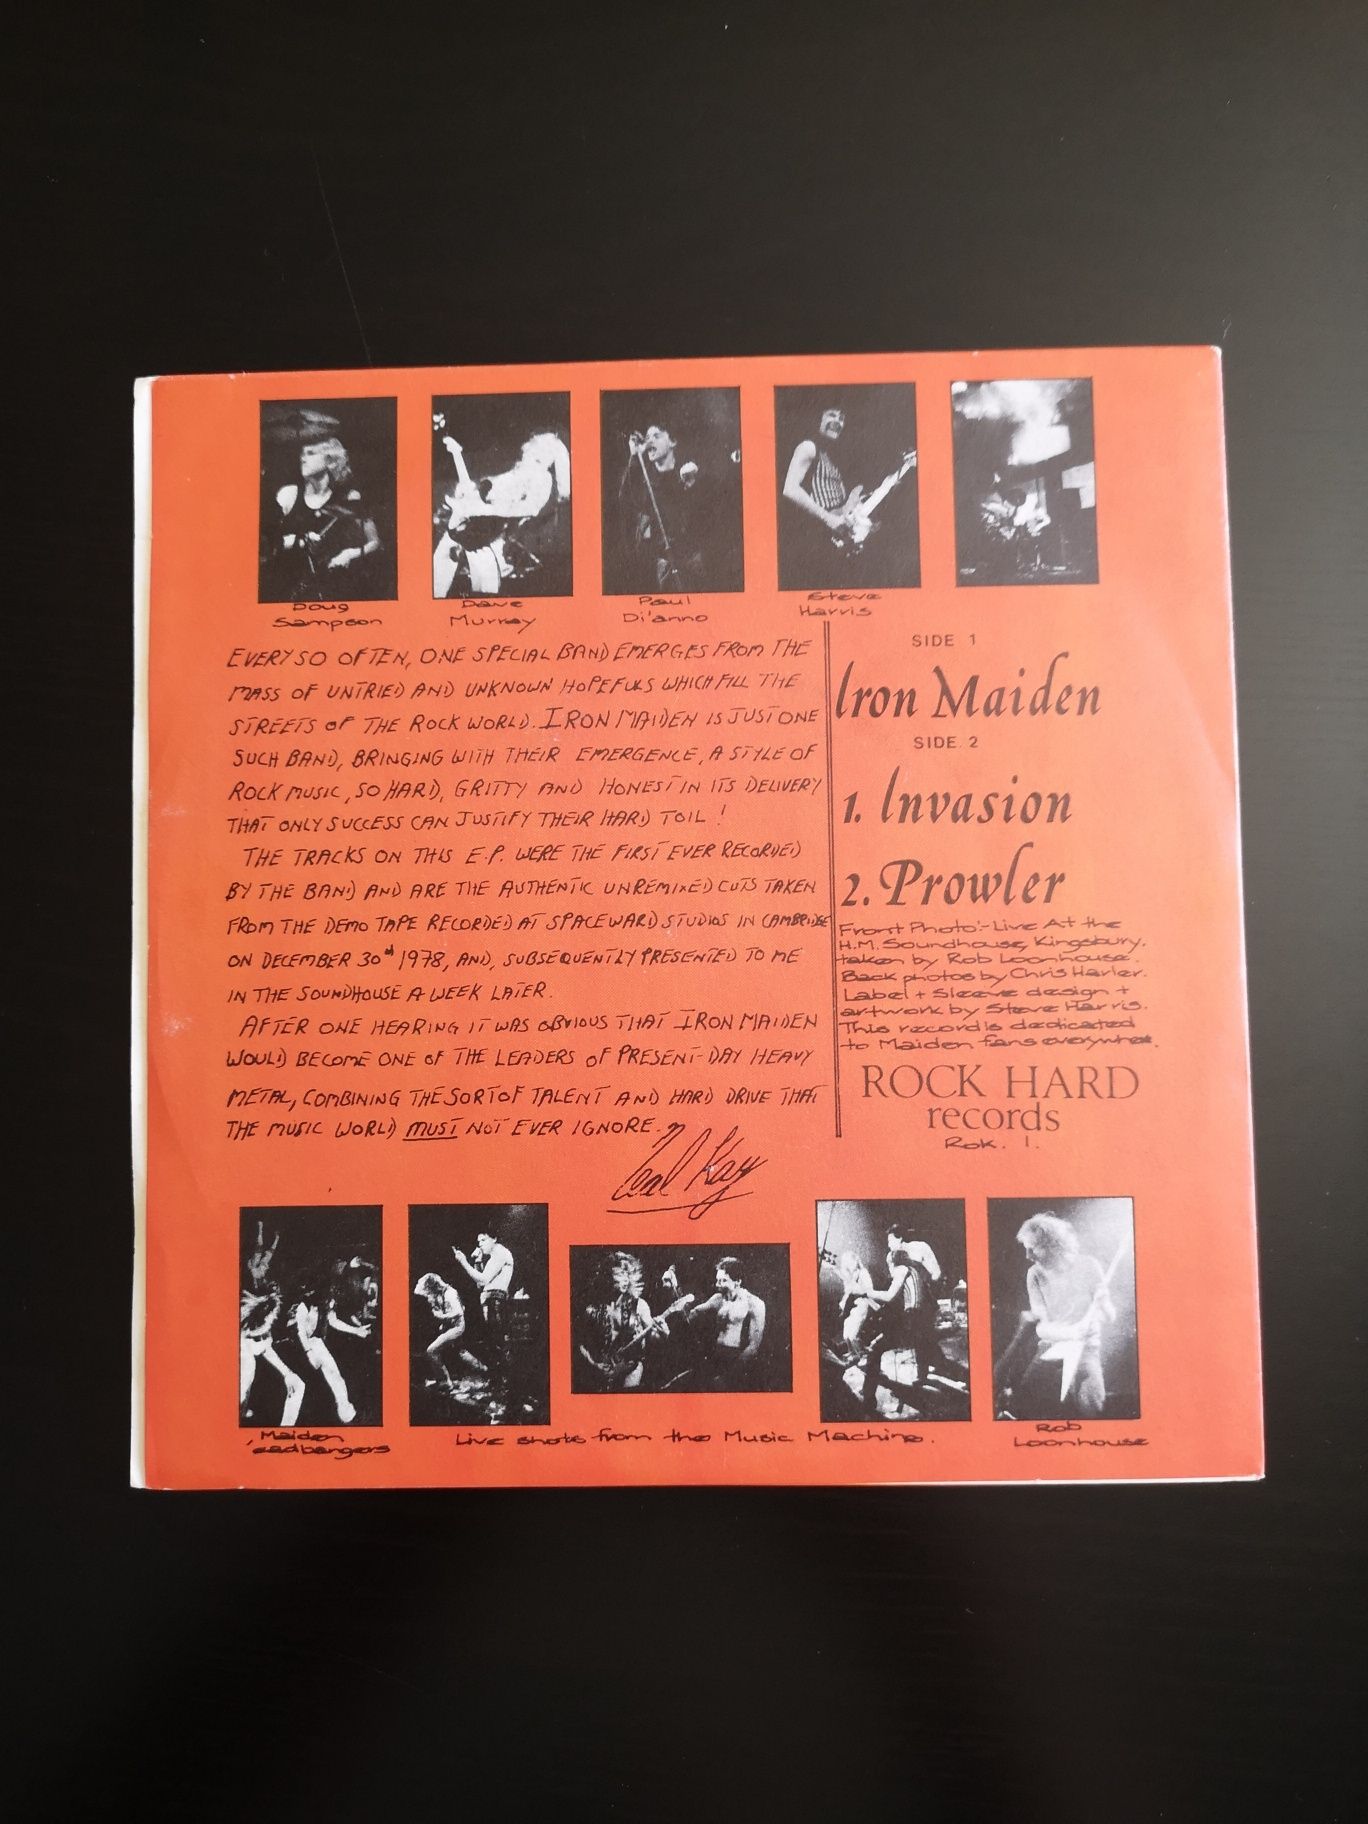 Doug
Sampson
Dave
Murray
Paul
Di'anno
Steve
Harris
EVERY SO OFTEN, ONE SPECIAL BAND EMERGES FROM THE
MASS OF UNTRIED AND UNKNOWN HOPEFULS WHICH FILL THE
STREETS OF THE ROCK WORLD. IRON MAIDEN IS JUST ONE
SUCH BAND, BRINGING WITH THEIR EMERGENCE, A STYLE OF
ROCK MUSIC, SO HARD, GRITTY AND HONEST IN ITS DELIVERY
THAT ONLY SUCCESS CAN JUSTIFY THEIR HARD TOIL!
THE TRACKS ON THIS E.P. WERE THE FIRST EVER RECORDED
BY THE BAND AND ARE THE AUTHENTIC UNREMIXED CUTS TAKEN
FROM THE DEMO TAPE RECORDED AT SPACEWARD STUDIOS IN CAMBRIDGE
ON DECEMBER 30th 1978, AND, SUBSEQUENTLY PRESENTED TO ME
IN THE SOUNDHOUSE A WEEK LATER.
AFTER ONE HEARING IT WAS OBVIOUS THAT IRON MAIDEN
WOULD BECOME ONE OF THE LEADERS OF PRESENT-DAY HEAVY
METAL, COMBINING THE SORT OF TALENT AND HARD DRIVE THAT
THE MUSIC WORLD MUST NOT EVER IGNORE.
Neal Kay
SIDE 1
Iron Maiden
SIDE 2
1. Invasion
2. Prowler
Front Photo:- Live At the
H.M. Soundhouse, Kingsbury.
taken by Rob Loonhouse.
Back photos by Chris Harler.
Label + Sleeve design +
artwork by Steve Harris.
This record is dedicated
to Maiden fans everywhere.
ROCK HARD
records
Rok. 1.
Maiden
'eadbangers
Live shots from the Music Machine.
Rob
Loonhouse